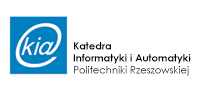 kia
Katedra
Informatyki i Automatyki
Politechniki Rzeszowskiej